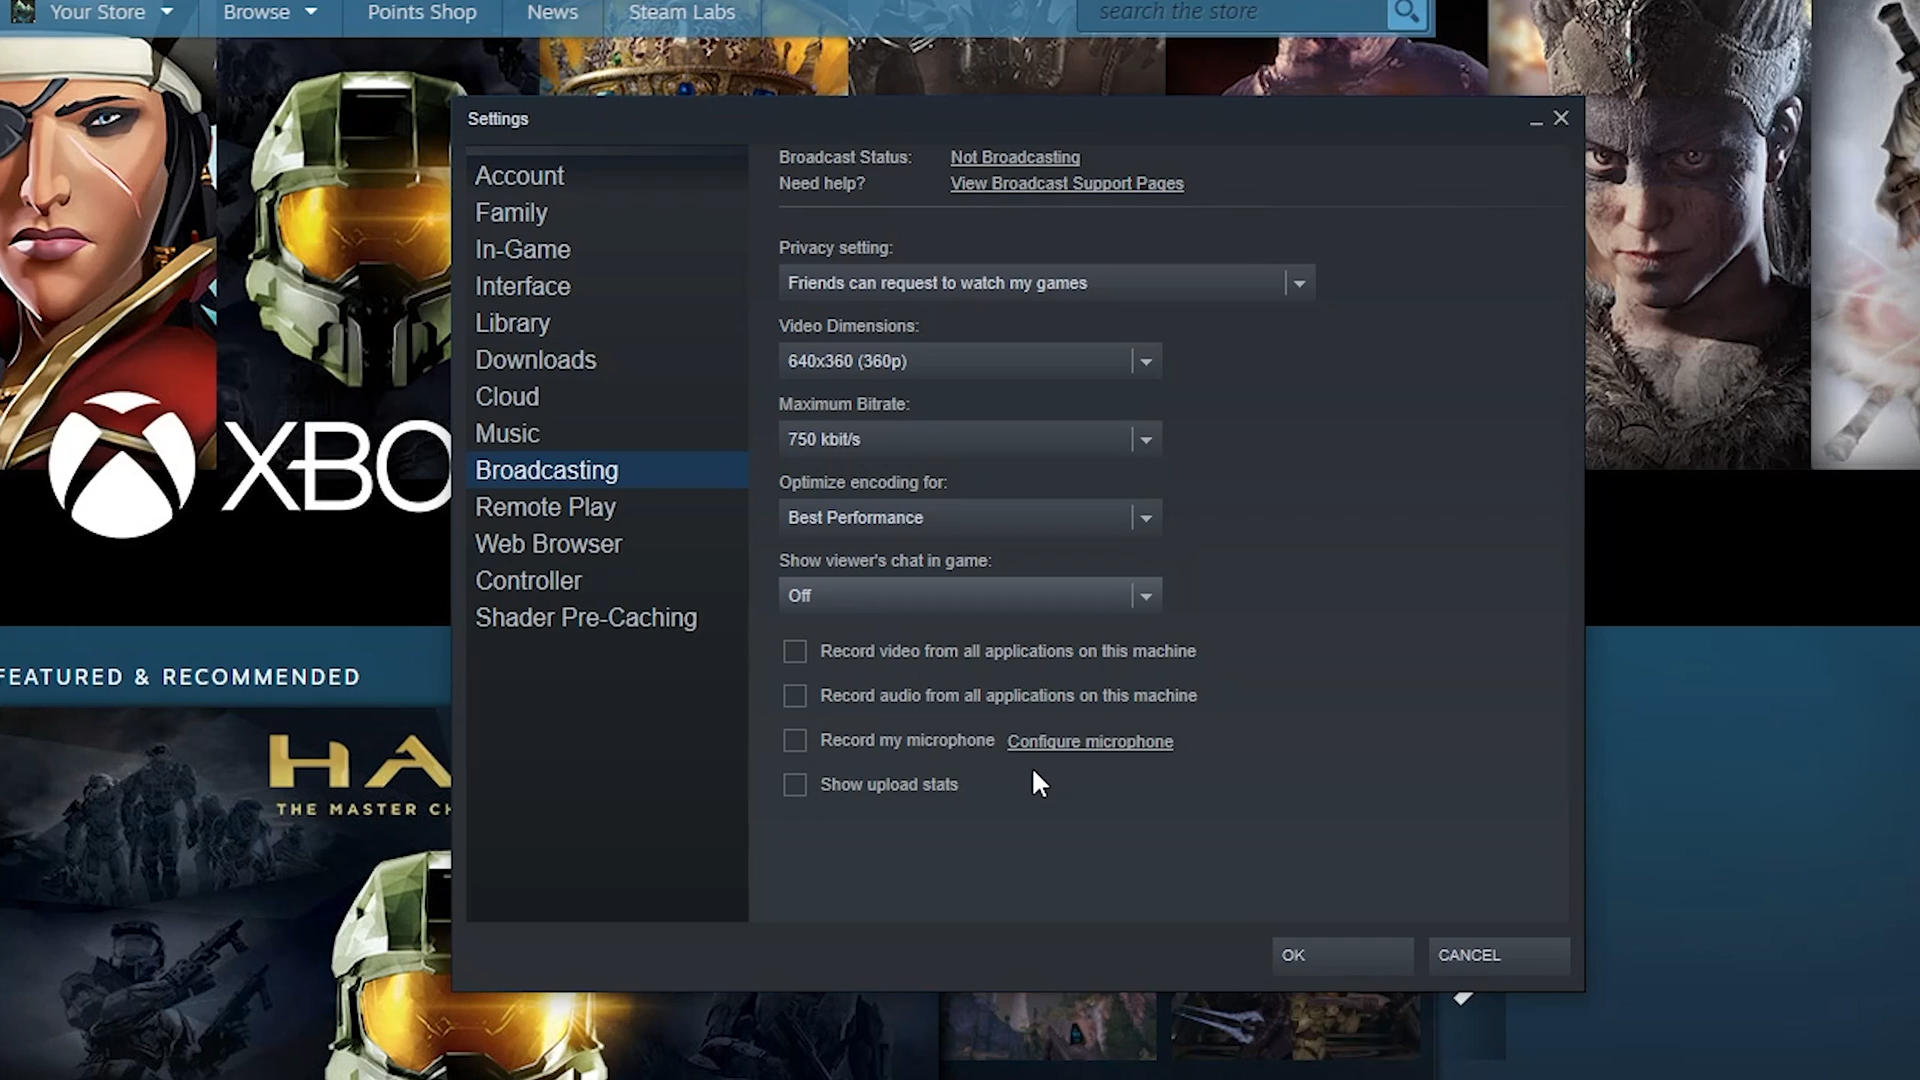 Your Store
Browse
Points Shop
News
Steam Labs
search the store
Settings
Account
Family
In-Game
Interface
Library
Downloads
Cloud
Music
Broadcasting
Remote Play
Web Browser
Controller
Shader Pre-Caching
Broadcast Status: Not Broadcasting
Need help? View Broadcast Support Pages
Privacy setting:
Friends can request to watch my games
Video Dimensions:
640x360 (360p)
Maximum Bitrate:
750 kbit/s
Optimize encoding for:
Best Performance
Show viewer's chat in game:
Off
Record video from all applications on this machine
Record audio from all applications on this machine
Record my microphone Configure microphone
Show upload stats
OK
CANCEL
XBO
FEATURED & RECOMMENDED
HA
THE MASTER CH